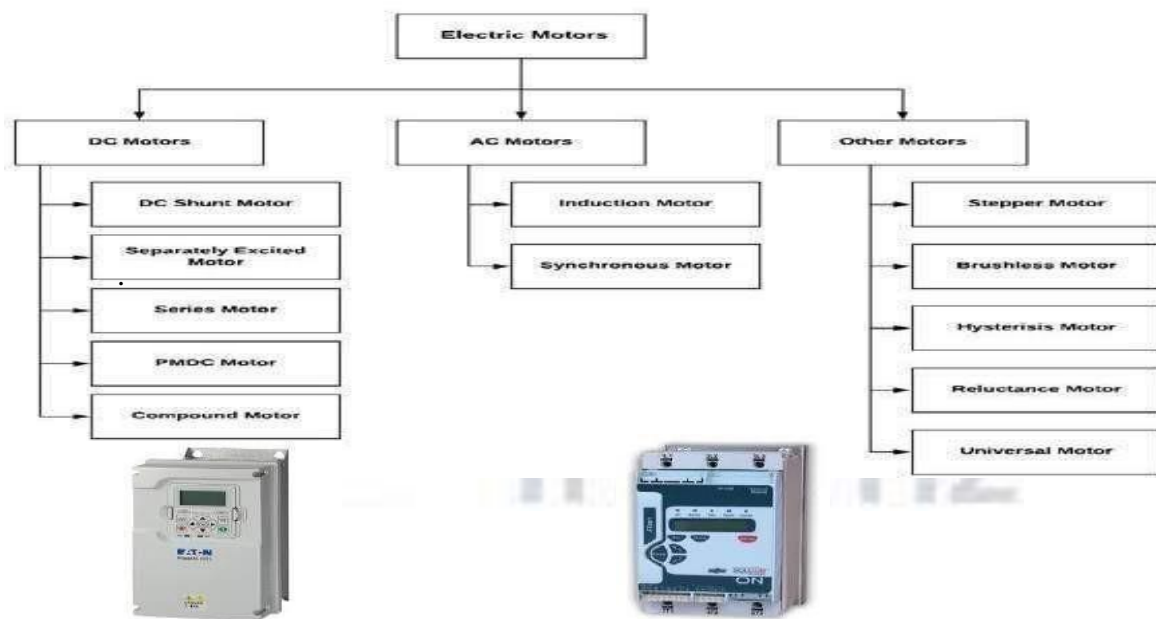 Electric Motors
DC Motors
AC Motors
Other Motors
DC Shunt Motor
Induction Motor
Stepper Motor
Separately Excited
Motor
Synchronous Motor
Brushless Motor
Series Motor
Hysterisis Motor
PMDC Motor
Reluctance Motor
Compound Motor
Universal Motor
EATON
ON